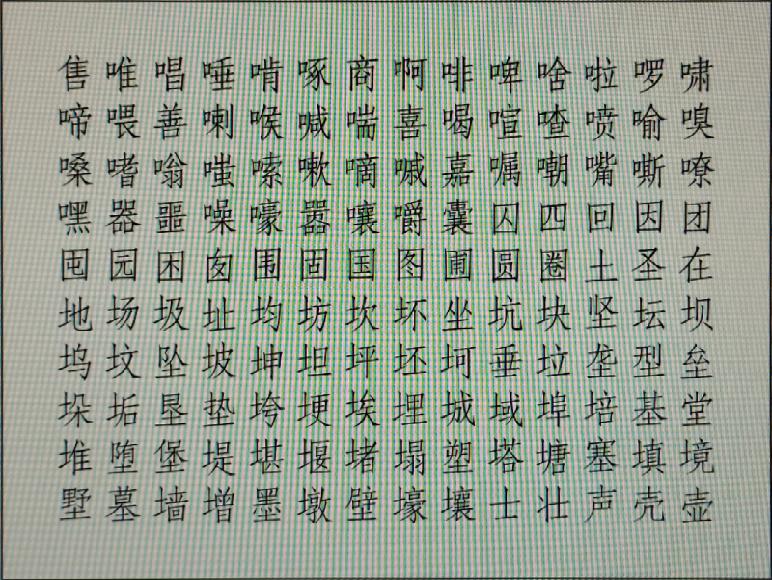 售唯唱唾啃啄商啊啡啤啥啦啰啸
啼喂善喇喉喊喘喜喝喧喳喷喻嗅
嗓嗜嗡嗤嗦嗽嘀嘁嘉嘱嘲嘴嘶嘹
嘿器噩噪嚎嚣嚷嚼囊囚四回因团
囤园困囱围固国图圃圆圈土圣在
地场圾址均坊坎坏坐坑块坚坛坝
坞坟坠坡坤坦坪坯坷垂垃垄型垒
垛垢垦垫垮埂埃埋城域埠培基堂
堆堕堡堤堪堰堵塌塑塔塘塞填境
墅墓墙增墨墩壁壕壤士壮声壳壶